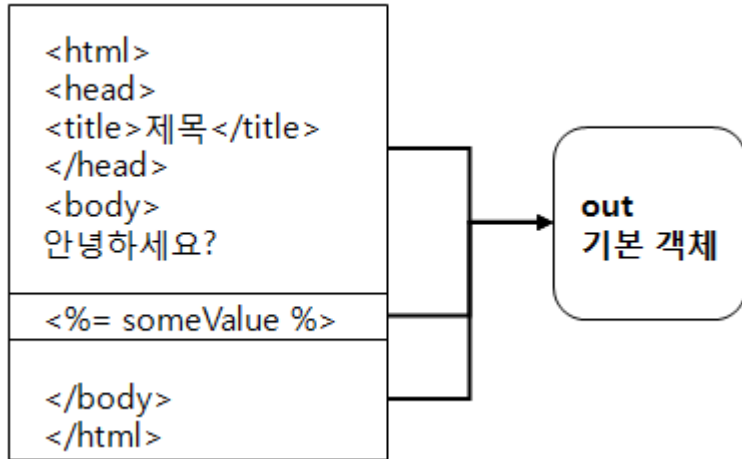 <html>
<head>
<title>제목</title>
</head>
<body>
안녕하세요?
<%= someValue %>
</body>
</html>
out
기본 객체